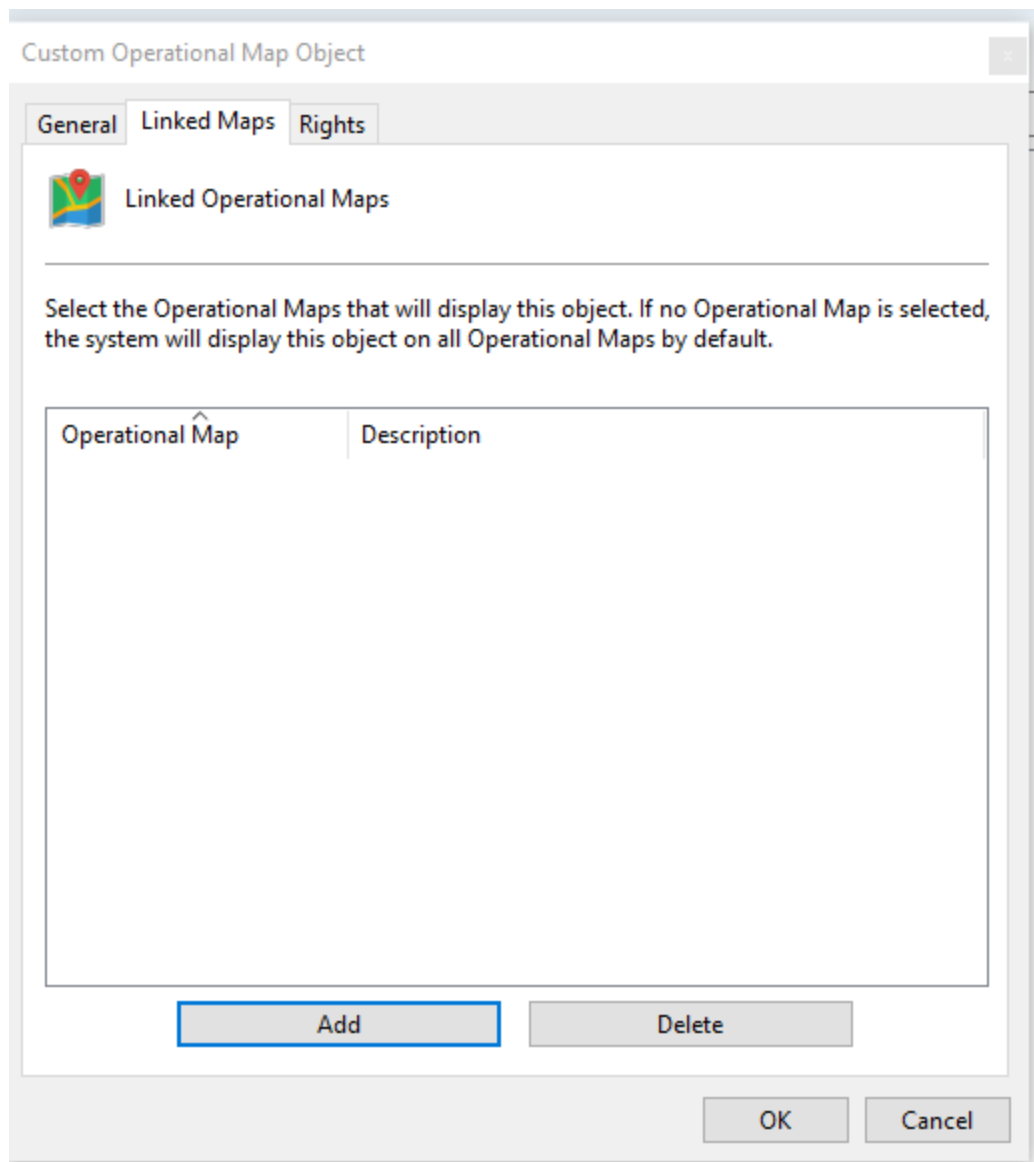 Custom Operational Map Object
x
General Linked Maps Rights
Linked Operational Maps
Select the Operational Maps that will display this object. If no Operational Map is selected,
the system will display this object on all Operational Maps by default.
Operational Map Description
Add Delete
OK Cancel